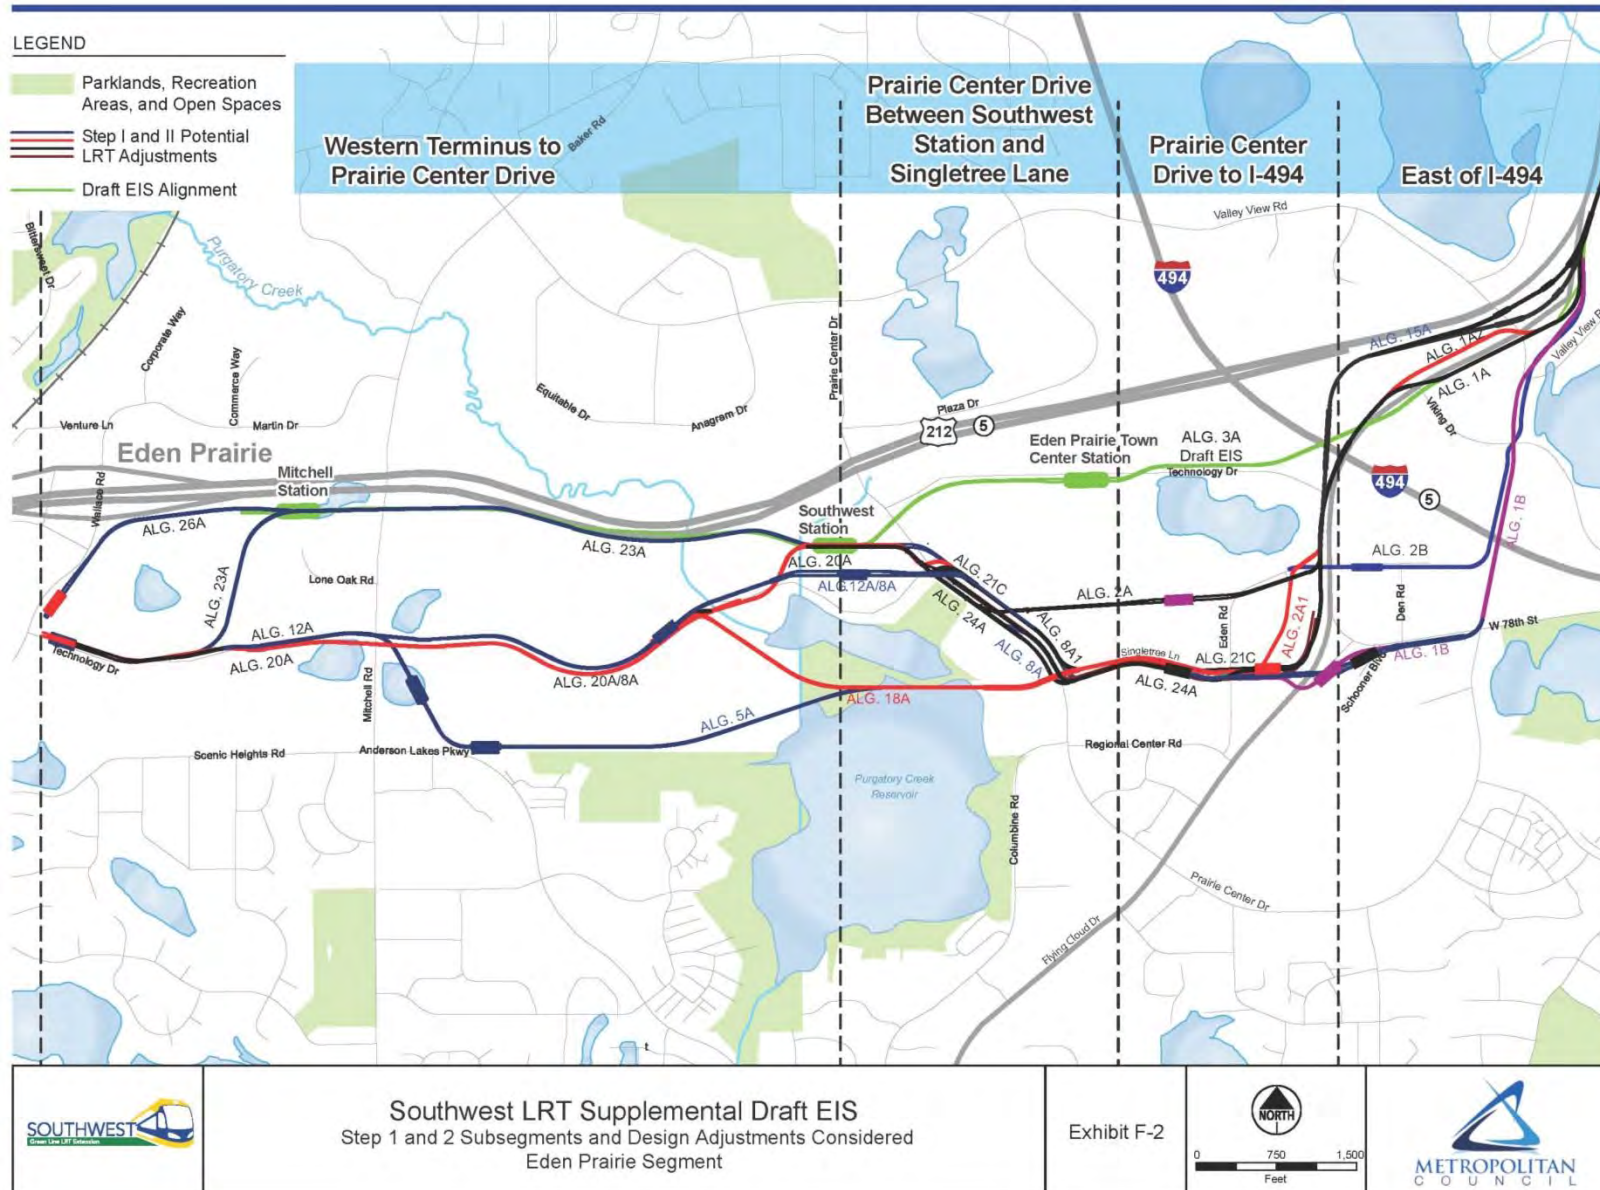 LEGEND
Parklands, Recreation
Areas, and Open Spaces
Step I and II Potential
LRT Adjustments
Draft EIS Alignment
Western Terminus to
Prairie Center Drive
Prairie Center Drive
Between Southwest
Station and
Singletree Lane
Prairie Center
Drive to I-494
East of I-494
Baker Rd
Valley View Rd
Bittersweet Dr
Purgatory Creek
494
Corporate Way
Commerce Way
Prairie Center Dr
ALG. 15A
ALG. 1A2
ALG. 1A
Valley View R
Equitable Dr
Anagram Dr
Plaza Dr
Viking Dr
Venture Ln
Martin Dr
212
5
Eden Prairie
Eden Prairie Town
Center Station
ALG. 3A
Draft EIS
Technology Dr
Mitchell
Station
494
5
Wallace Rd
ALG. 26A
Southwest
Station
ALG. 1B
ALG. 23A
ALG. 20A
ALG. 2B
ALG. 23A
Lone Oak Rd
ALG.12A/8A
ALG. 21C
ALG. 2A
ALG. 24A
Eden Rd
ALG. 2A1
Den Rd
W 78th St
ALG. 12A
ALG. 8A1
ALG. 8A
Technology Dr
ALG. 20A
Singletree Ln
ALG. 21C
ALG. 1B
ALG. 20A/8A
ALG. 24A
Schooner Blvd
Mitchell Rd
ALG. 18A
ALG. 5A
Scenic Heights Rd
Anderson Lakes Pkwy
Regional Center Rd
Purgatory Creek
Reservoir
Columbine Rd
Prairie Center Dr
Flying Cloud Dr
t
SOUTHWEST
Green Line LRT Extension
Southwest LRT Supplemental Draft EIS
Step 1 and 2 Subsegments and Design Adjustments Considered
Eden Prairie Segment
Exhibit F-2
NORTH
0 750 1,500
Feet
METROPOLITAN
COUNCIL